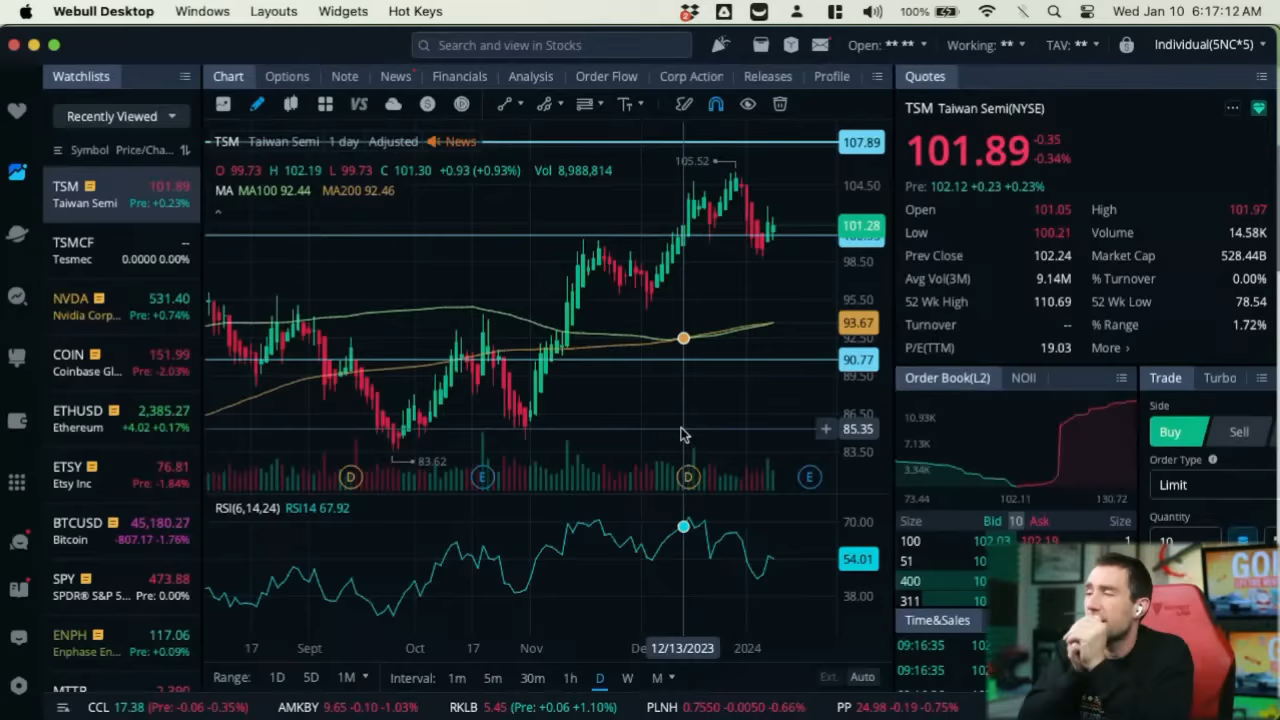 Webull Desktop Windows Layouts Widgets Hot Keys 2 100% Wed Jan 10 6:17:12 AM
Search and view in Stocks Open: ** ** Working: ** TAV: ** Individual(5NC*5)
Watchlists
Recently Viewed
Symbol Price/Cha...
TSM 101.89
Taiwan Semi Pre: +0.23%
TSMCF --
Tesmec 0.0000 0.00%
NVDA 531.40
Nvidia Corp... Pre: +0.74%
COIN 151.99
Coinbase Gl... Pre: -2.03%
ETHUSD 2,385.27
Ethereum +4.02 +0.17%
ETSY 76.81
Etsy Inc Pre: -1.84%
BTCUSD 45,180.27
Bitcoin -807.17 -1.76%
SPY 473.88
SPDR® S&P 5... Pre: 0.00%
ENPH 117.06
Enphase En... Pre: +0.09%
Chart Options Note News Financials Analysis Order Flow Corp Action Releases Profile
VS S D T
TSM Taiwan Semi 1 day Adjusted News 107.89
O 99.73 H 102.19 L 99.73 C 101.30 +0.93 (+0.93%) Vol 8,988,814
MA MA100 92.44 MA200 92.46
105.52
104.50
101.28
98.50
95.50
93.67
92.50
90.77
89.50
86.50
85.35
83.50
83.62
D E D E
RSI(6,14,24) RSI14 67.92
70.00
54.01
38.00
17 Sept Oct 17 Nov De 12/13/2023 2024
Range: 1D 5D 1M Interval: 1m 5m 30m 1h D W M Ext. Auto
Quotes
TSM Taiwan Semi(NYSE)
101.89 -0.35
-0.34%
Pre: 102.12 +0.23 +0.23%
Open 101.05 High 101.97
Low 100.21 Volume 14.58K
Prev Close 102.24 Market Cap 528.44B
Avg Vol(3M) 9.14M % Turnover 0.00%
52 Wk High 110.69 52 Wk Low 78.54
Turnover -- % Range 1.72%
P/E(TTM) 19.03 More ›
Order Book(L2) NOII
10.93K
7.13K
3.34K
73.44 102.11 130.72
Size Bid 10 Ask Size
100 102.03 102.19 1
51 10
400 10
311 10
Time&Sales
09:16:35 102
09:16:35 102
Trade Turbo
Side
Buy Sell
Order Type
Limit
Quantity
10
CCL 17.38 (Pre: -0.06 -0.35%) AMKBY 9.65 -0.10 -1.03% RKLB 5.45 (Pre: +0.06 +1.10%) PLNH 0.7550 -0.0050 -0.66% PP 24.98 -0.19 -0.75%